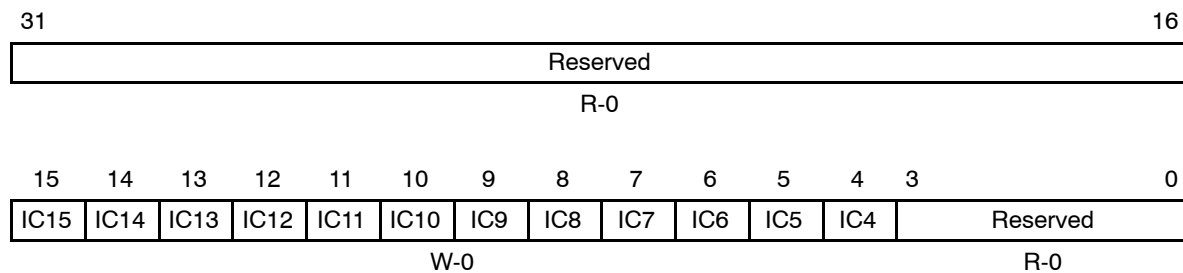 31 16
Reserved
R-0
15 14 13 12 11 10 9 8 7 6 5 4 3 0
IC15 IC14 IC13 IC12 IC11 IC10 IC9 IC8 IC7 IC6 IC5 IC4 Reserved
W-0 R-0